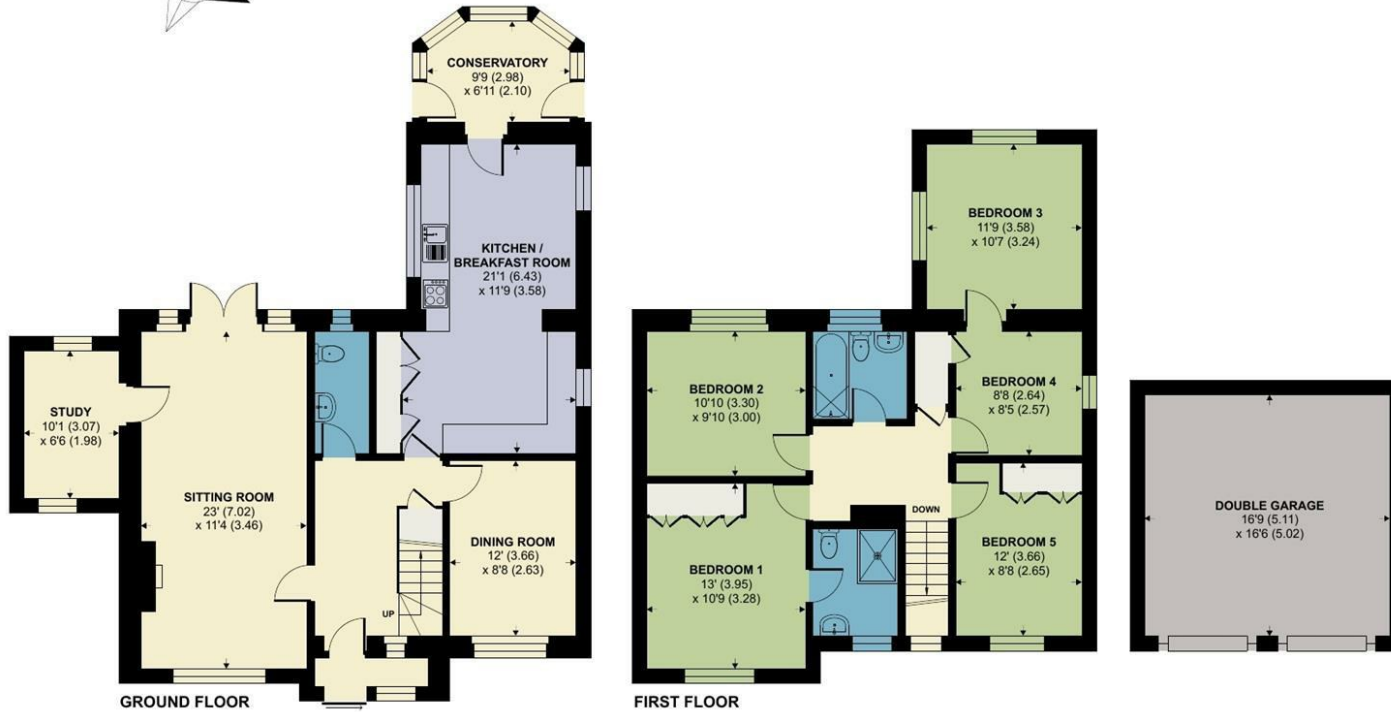 CONSERVATORY
9'9 (2.98)
x 6'11 (2.10)
KITCHEN /
BREAKFAST ROOM
21'1 (6.43)
x 11'9 (3.58)
STUDY
10'1 (3.07)
x 6'6 (1.98)
SITTING ROOM
23' (7.02)
x 11'4 (3.46)
DINING ROOM
12' (3.66)
x 8'8 (2.63)
UP
GROUND FLOOR
BEDROOM 3
11'9 (3.58)
x 10'7 (3.24)
BEDROOM 2
10'10 (3.30)
x 9'10 (3.00)
BEDROOM 4
8'8 (2.64)
x 8'5 (2.57)
BEDROOM 1
13' (3.95)
x 10'9 (3.28)
DOWN
BEDROOM 5
12' (3.66)
x 8'8 (2.65)
FIRST FLOOR
DOUBLE GARAGE
16'9 (5.11)
x 16'6 (5.02)